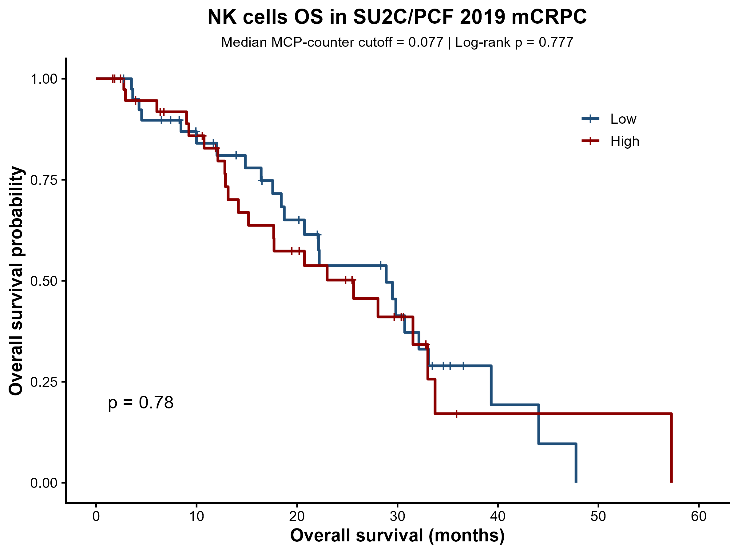 NK cells OS in SU2C/PCF 2019 mCRPC
Median MCP-counter cutoff = 0.077 | Log-rank p = 0.777
Overall survival probability
1.00
0.75
0.50
0.25
0.00
Low
High
p = 0.78
0 10 20 30 40 50 60
Overall survival (months)